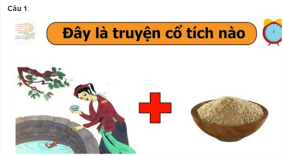 Câu 1:
Đây là truyện cổ tích nào